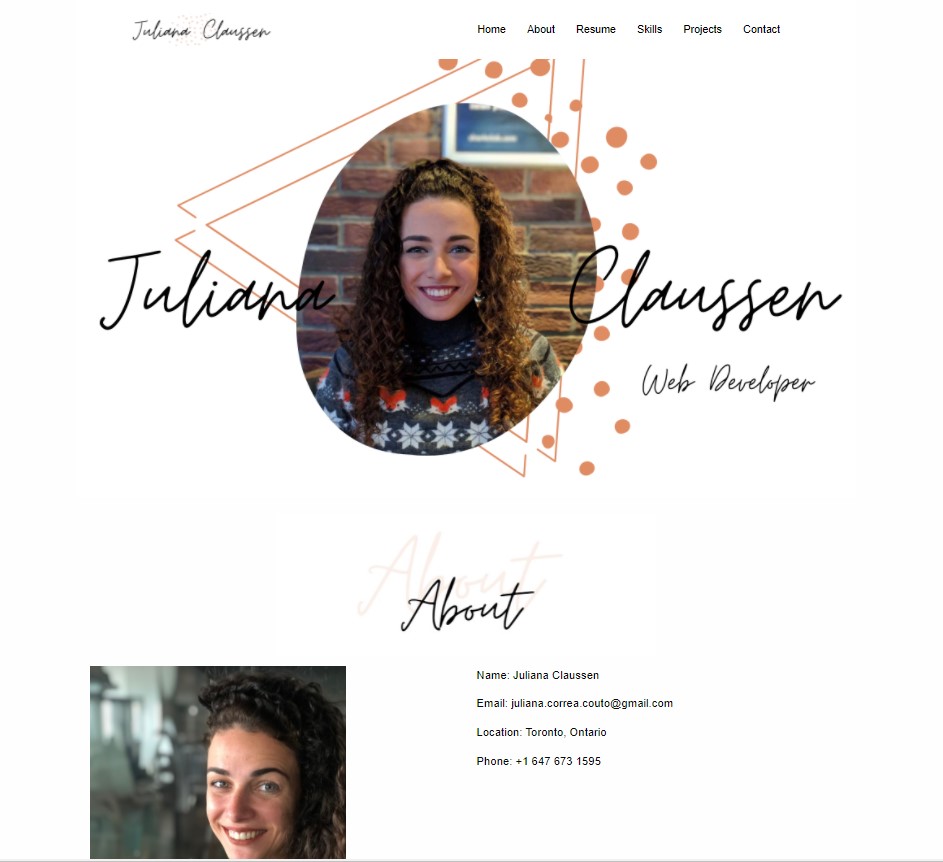 Juliana Claussen
Home About Resume Skills Projects Contact
Juliana Claussen
Web Developer
About
About
Name: Juliana Claussen
Email: juliana.correa.couto@gmail.com
Location: Toronto, Ontario
Phone: +1 647 673 1595